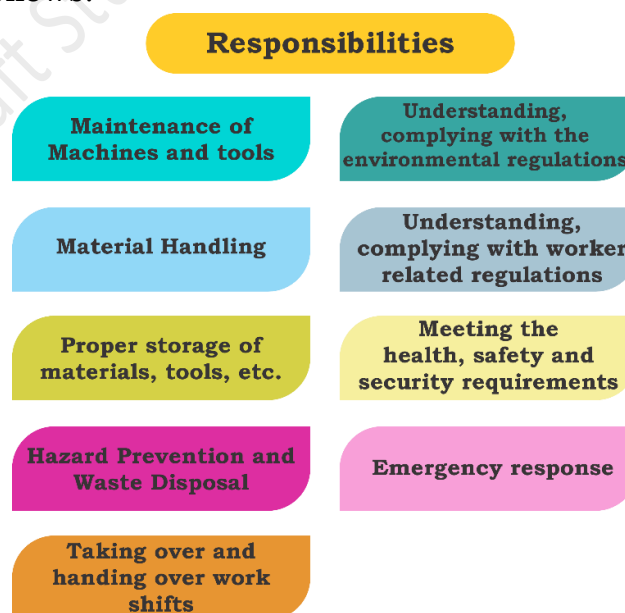 Responsibilities
Maintenance of
Machines and tools
Understanding,
complying with the
environmental regulations
Material Handling
Understanding,
complying with worker
related regulations
Proper storage of
materials, tools, etc.
Meeting the
health, safety and
security requirements
Hazard Prevention and
Waste Disposal
Emergency response
Taking over and
handing over work
shifts